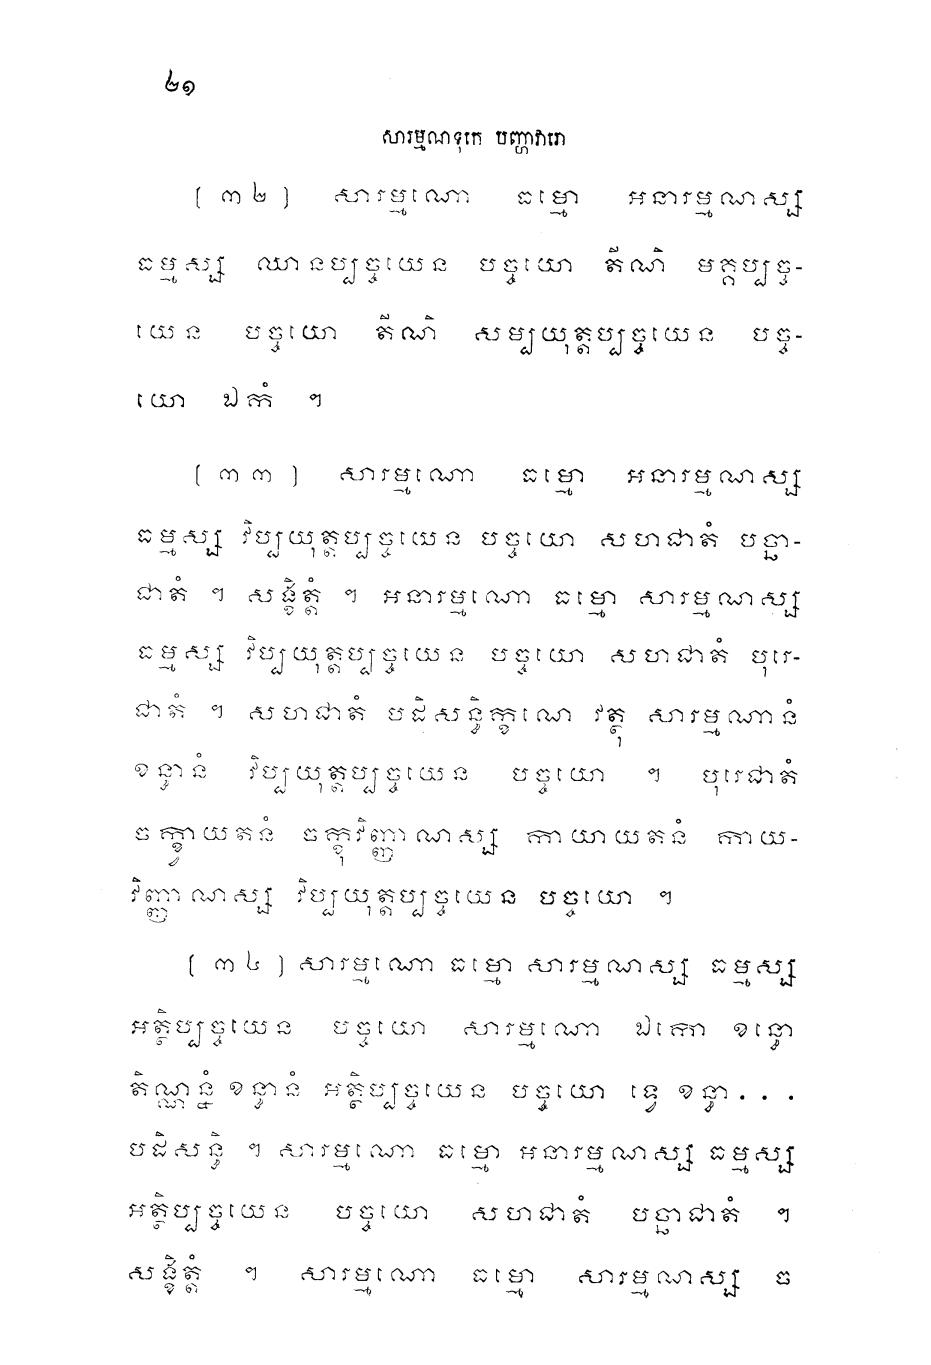 ២១
សារម្មណទុកេ បញ្ហាវារោ
[ ៣២ ] សារម្មណោ ធម្មោ អនារម្មណស្ស
ធម្មស្ស ឈានប្បច្ចយេន បច្ចយោ តីណិ មគ្គប្បច្ច-
យេន បច្ចយោ តីណិ សម្បយុត្តប្បច្ចយេន បច្ច-
យោ ឯកំ ។
[ ៣៣ ] សារម្មណោ ធម្មោ អនារម្មណស្ស
ធម្មស្ស វិប្បយុត្តប្បច្ចយេន បច្ចយោ សហជាតំ បច្ឆា-
ជាតំ ។ សង្ខិត្តំ ។ អនារម្មណោ ធម្មោ សារម្មណស្ស
ធម្មស្ស វិប្បយុត្តប្បច្ចយេន បច្ចយោ សហជាតំ បុរេ-
ជាតំ ។ សហជាតំ បដិសន្ធិក្ខណេ វត្ថុ សារម្មណានំ
ខន្ធានំ វិប្បយុត្តប្បច្ចយេន បច្ចយោ ។ បុរេជាតំ
ចក្ខ្វាយតនំ ចក្ខុវិញ្ញាណស្ស កាយាយតនំ កាយ-
វិញ្ញាណស្ស វិប្បយុត្តប្បច្ចយេន បច្ចយោ ។
[ ៣៤ ] សារម្មណោ ធម្មោ សារម្មណស្ស ធម្មស្ស
អត្ថិប្បច្ចយេន បច្ចយោ សារម្មណោ ឯកោ ខន្ធោ
តិណ្ណន្នំ ខន្ធានំ អត្ថិប្បច្ចយេន បច្ចយោ ទ្វេ ខន្ធា . . .
បដិសន្ធិ ។ សារម្មណោ ធម្មោ អនារម្មណស្ស ធម្មស្ស
អត្ថិប្បច្ចយេន បច្ចយោ សហជាតំ បច្ឆាជាតំ ។
សង្ខិត្តំ ។ សារម្មណោ ធម្មោ សារម្មណស្ស ច